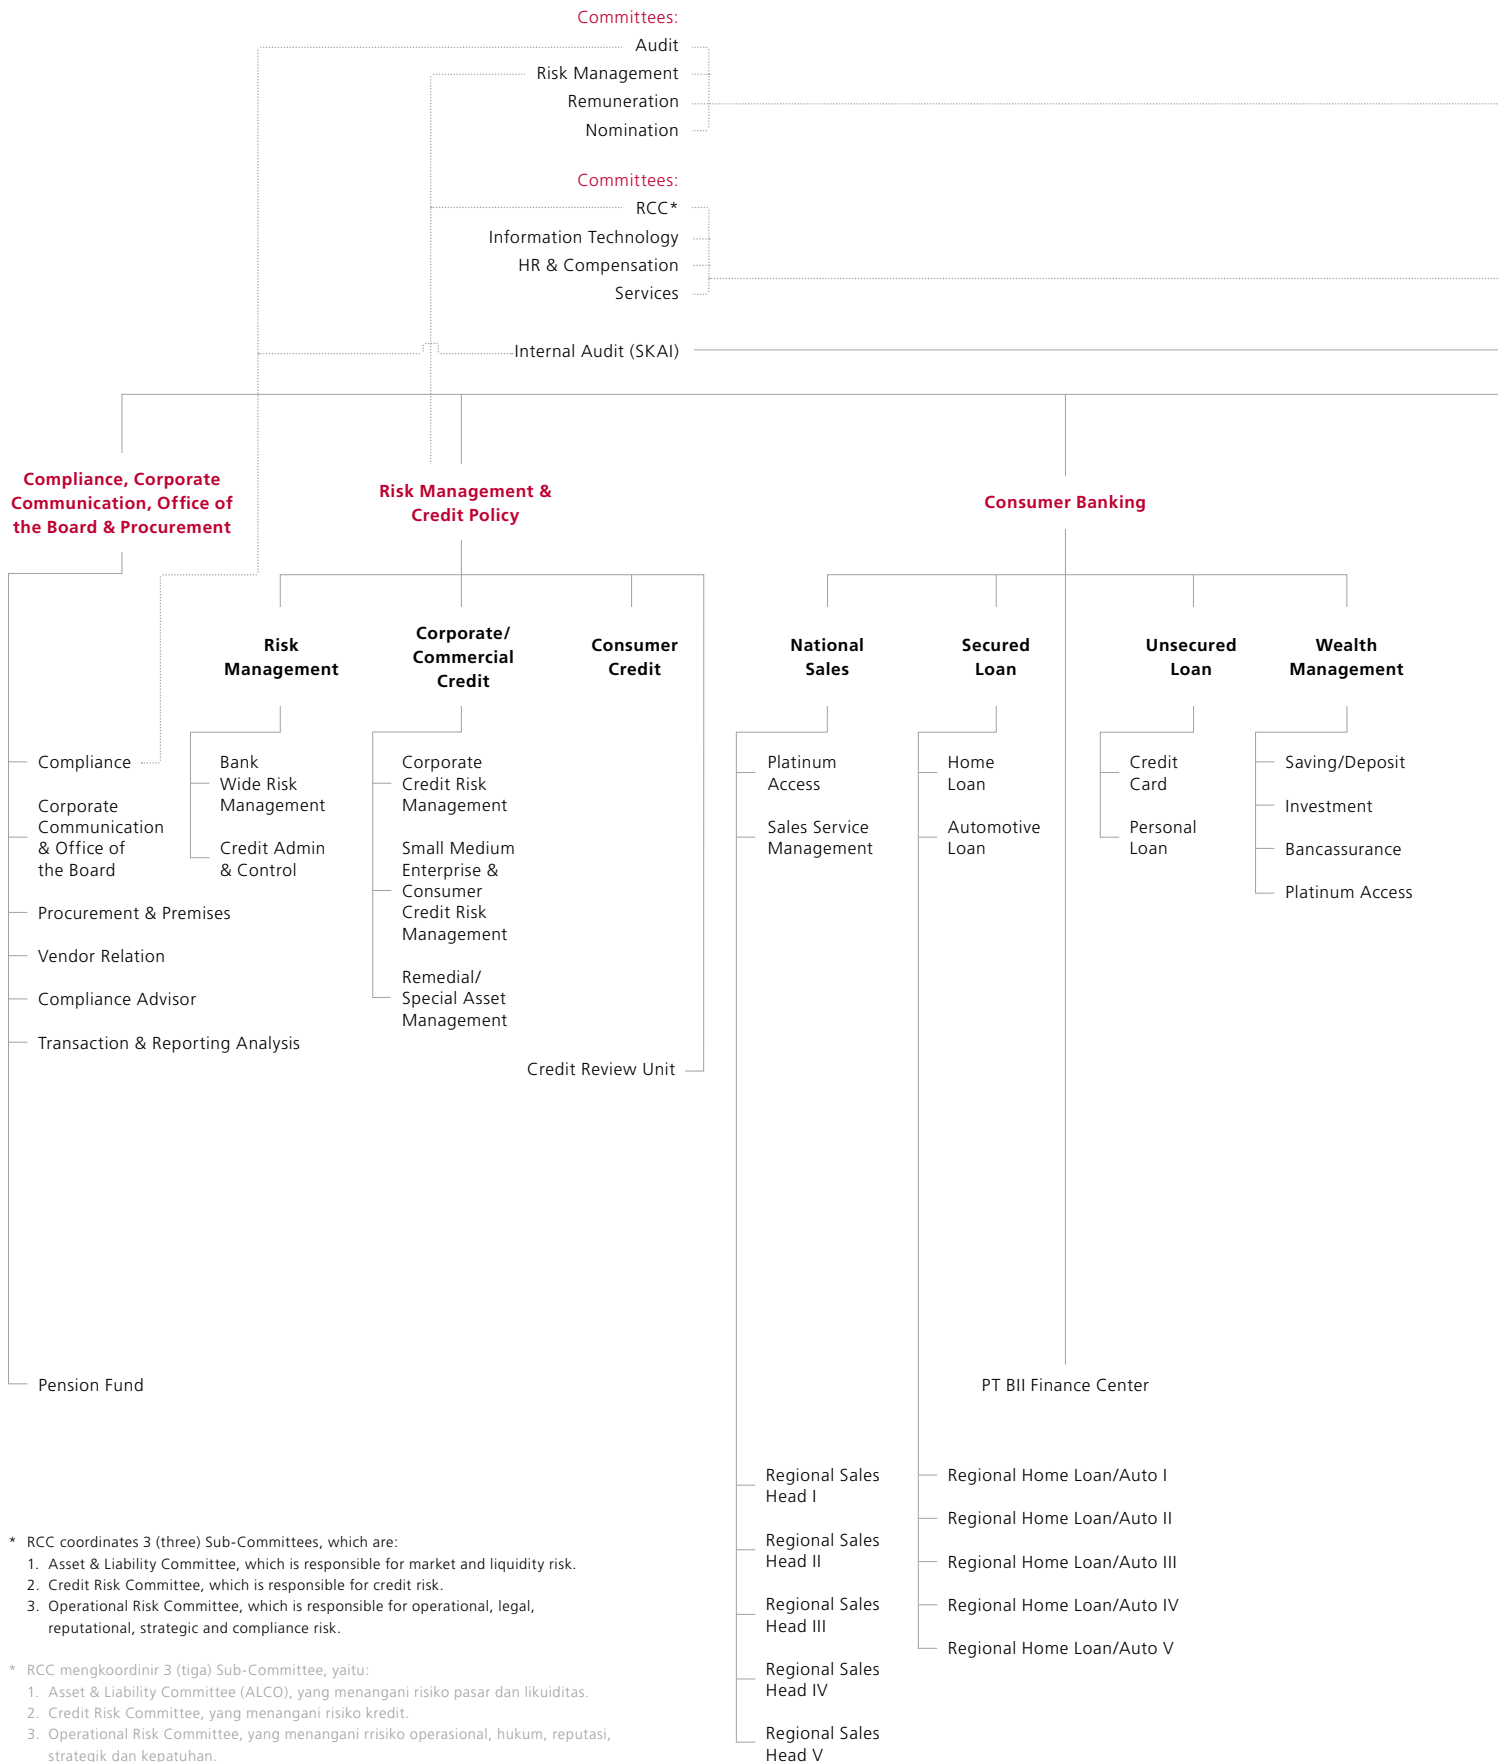 Committees:
Audit
Risk Management
Remuneration
Nomination
Committees:
RCC*
Information Technology
HR & Compensation
Services
Internal Audit (SKAI)
Compliance, Corporate
Communication, Office of
the Board & Procurement
Risk Management &
Credit Policy
Consumer Banking
Risk
Management
Corporate/
Commercial
Credit
Consumer
Credit
National
Sales
Secured
Loan
Unsecured
Loan
Wealth
Management
Compliance
Corporate
Communication
& Office of
the Board
Procurement & Premises
Vendor Relation
Compliance Advisor
Transaction & Reporting Analysis
Bank
Wide Risk
Management
Credit Admin
& Control
Corporate
Credit Risk
Management
Small Medium
Enterprise &
Consumer
Credit Risk
Management
Remedial/
Special Asset
Management
Credit Review Unit
Platinum
Access
Sales Service
Management
Home
Loan
Automotive
Loan
Credit
Card
Personal
Loan
Saving/Deposit
Investment
Bancassurance
Platinum Access
Pension Fund
PT BII Finance Center
Regional Sales
Head I
Regional Sales
Head II
Regional Sales
Head III
Regional Sales
Head IV
Regional Sales
Head V
Regional Home Loan/Auto I
Regional Home Loan/Auto II
Regional Home Loan/Auto III
Regional Home Loan/Auto IV
Regional Home Loan/Auto V
* RCC coordinates 3 (three) Sub-Committees, which are:
1. Asset & Liability Committee, which is responsible for market and liquidity risk.
2. Credit Risk Committee, which is responsible for credit risk.
3. Operational Risk Committee, which is responsible for operational, legal,
reputational, strategic and compliance risk.
* RCC mengkoordinir 3 (tiga) Sub-Committee, yaitu:
1. Asset & Liability Committee (ALCO), yang menangani risiko pasar dan likuiditas.
2. Credit Risk Committee, yang menangani risiko kredit.
3. Operational Risk Committee, yang menangani rrisiko operasional, hukum, reputasi,
strategik dan kepatuhan.